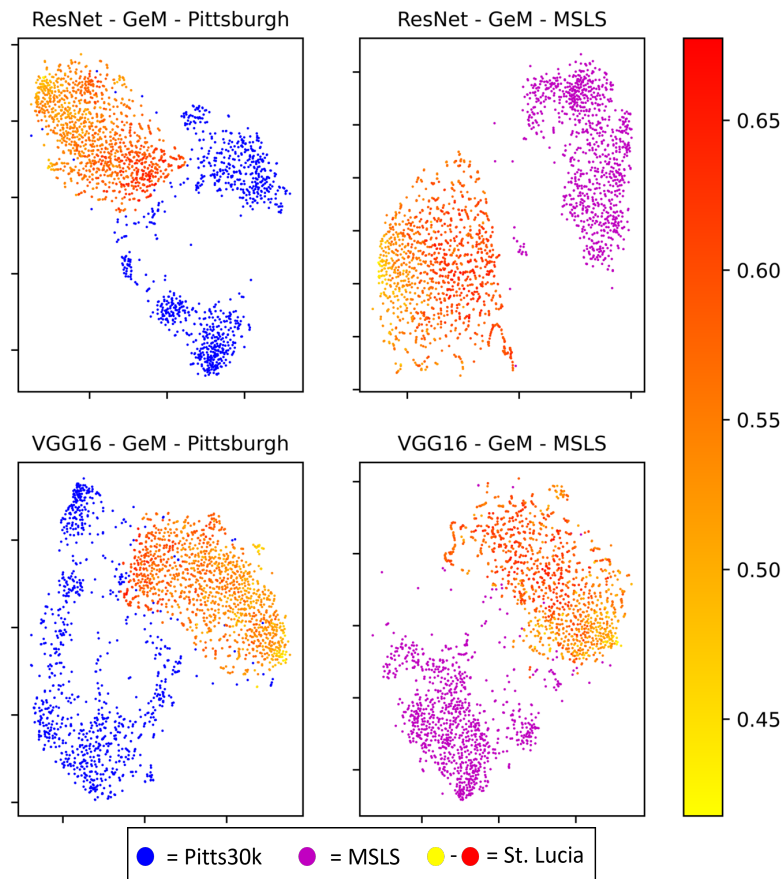 ResNet - GeM - Pittsburgh
ResNet - GeM - MSLS
0.65
0.60
0.55
0.50
0.45
VGG16 - GeM - Pittsburgh
VGG16 - GeM - MSLS
= Pitts30k = MSLS - = St. Lucia